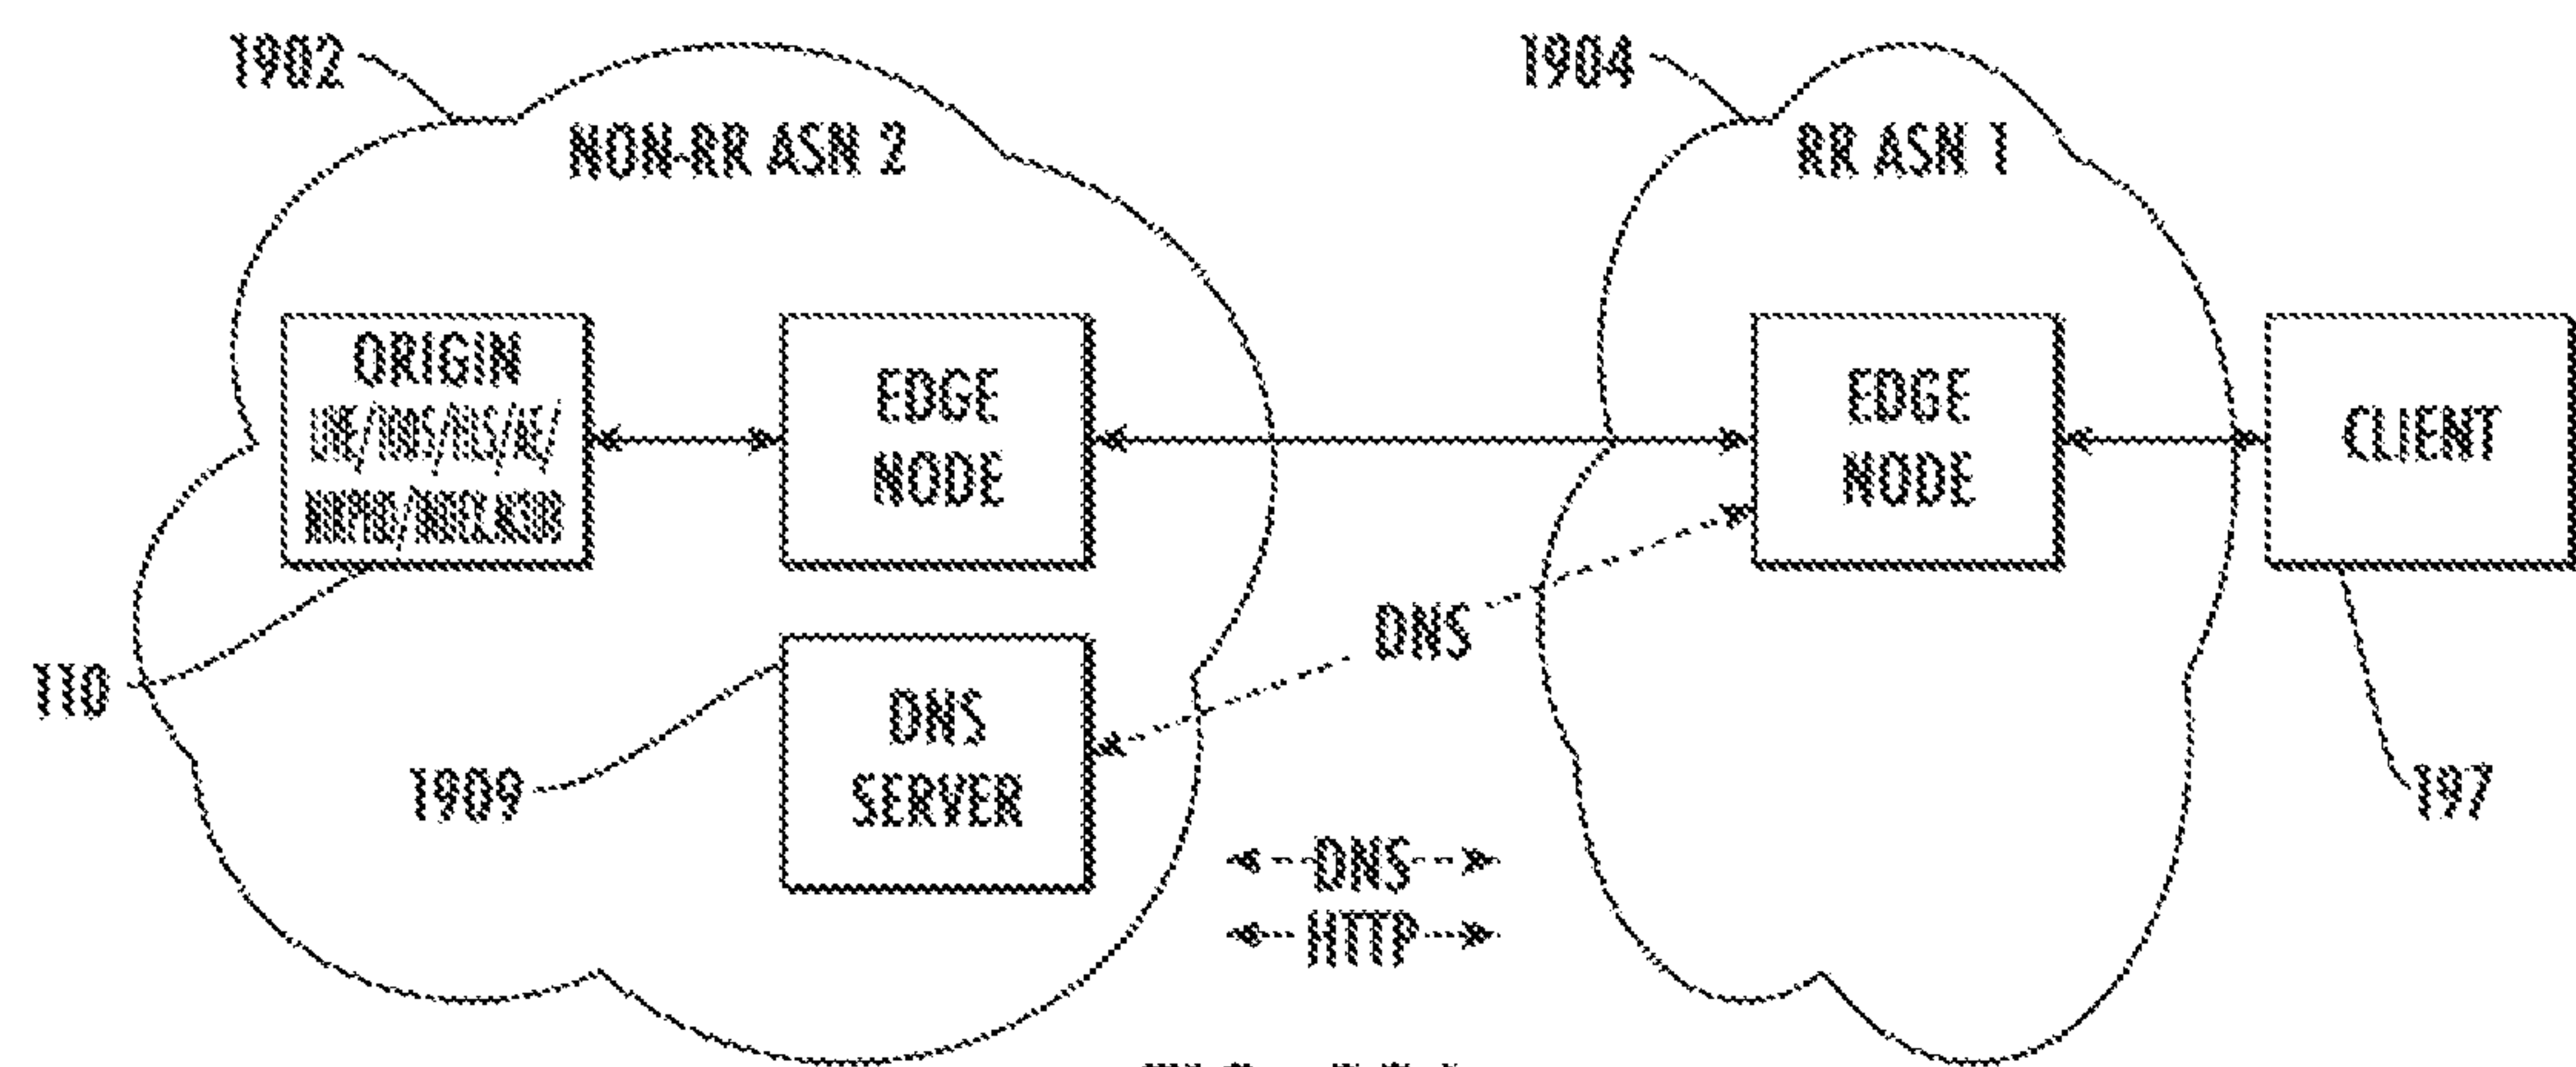 1902
1904
NON-RR ASN 2
RR ASN 1
ORIGIN
EDGE
NODE
EDGE
NODE
CLIENT
110
DNS
1909
DNS
SERVER
197
DNS
HTTP